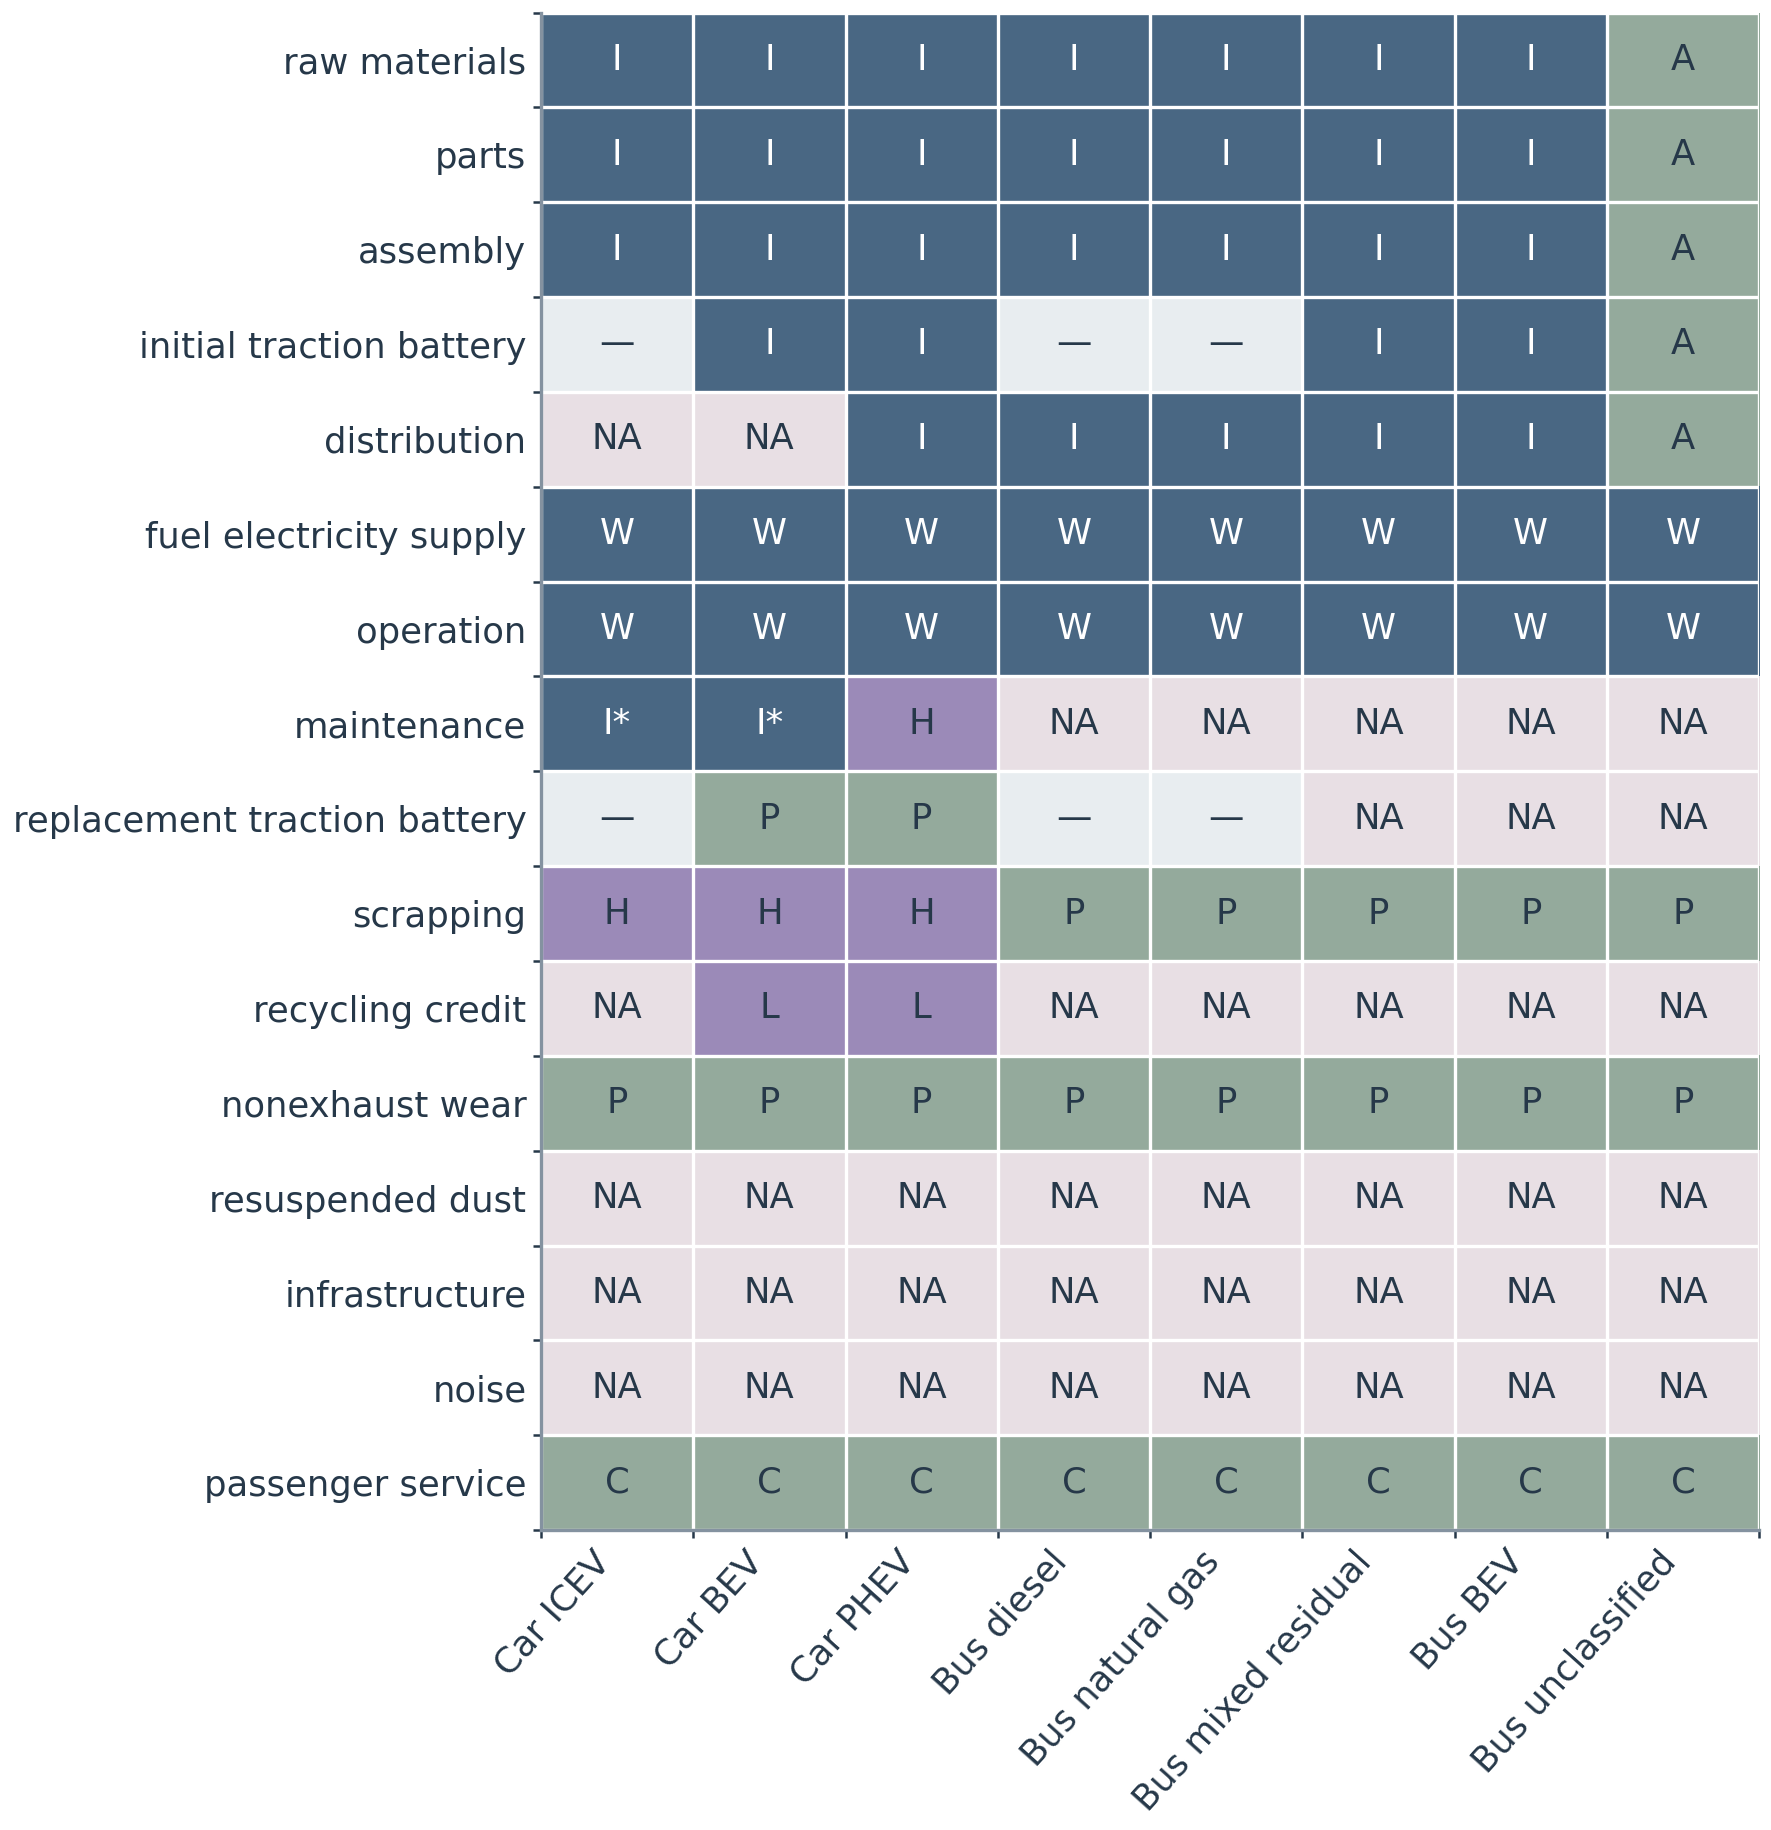 raw materials I I I I I I I A
parts I I I I I I I A
assembly I I I I I I I A
initial traction battery — I I — — I I A
distribution NA NA I I I I I A
fuel electricity supply W W W W W W W W
operation W W W W W W W W
maintenance I* I* H NA NA NA NA NA
replacement traction battery — P P — — NA NA NA
scrapping H H H P P P P P
recycling credit NA L L NA NA NA NA NA
nonexhaust wear P P P P P P P P
resuspended dust NA NA NA NA NA NA NA NA
infrastructure NA NA NA NA NA NA NA NA
noise NA NA NA NA NA NA NA NA
passenger service C C C C C C C C
Car ICEV
Car BEV
Car PHEV
Bus diesel
Bus natural gas
Bus mixed residual
Bus BEV
Bus unclassified